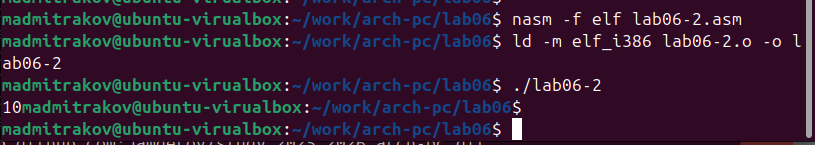 madmitrakov@ubuntu-virualbox:~/work/arch-pc/lab06$ nasm -f elf lab06-2.asm
madmitrakov@ubuntu-virualbox:~/work/arch-pc/lab06$ ld -m elf_i386 lab06-2.o -o l
ab06-2
madmitrakov@ubuntu-virualbox:~/work/arch-pc/lab06$ ./lab06-2
10madmitrakov@ubuntu-virualbox:~/work/arch-pc/lab06$
madmitrakov@ubuntu-virualbox:~/work/arch-pc/lab06$